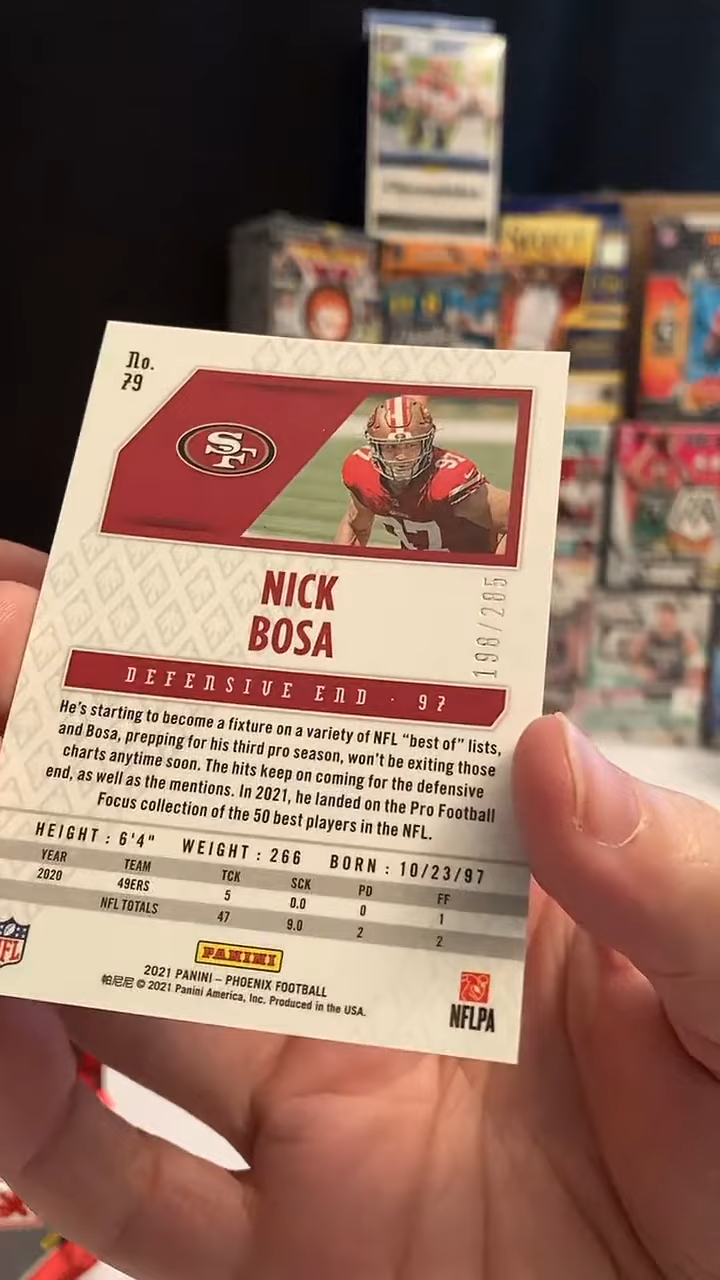 SELECT
No.
79
SF
97
97
NICK
BOSA
198/285
DEFENSIVE END · 97
He's starting to become a fixture on a variety of NFL “best of” lists,
and Bosa, prepping for his third pro season, won't be exiting those
charts anytime soon. The hits keep on coming for the defensive
end, as well as the mentions. In 2021, he landed on the Pro Football
Focus collection of the 50 best players in the NFL.
HEIGHT : 6'4" WEIGHT : 266 BORN : 10/23/97
YEAR TEAM TCK SCK PD FF
2020 49ERS 5 0.0 0 1
NFL TOTALS 47 9.0 2 2
NFL
PANINI
2021 PANINI – PHOENIX FOOTBALL
帕尼尼 © 2021 Panini America, Inc. Produced in the USA.
NFLPA